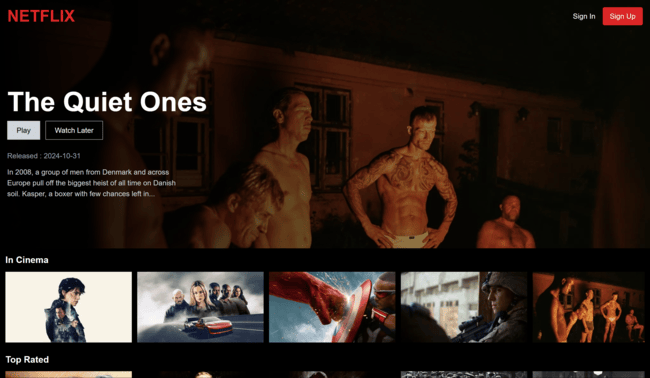 NETFLIX
Sign In
Sign Up
The Quiet Ones
Play
Watch Later
Released : 2024-10-31
In 2008, a group of men from Denmark and across
Europe pull off the biggest heist of all time on Danish
soil. Kasper, a boxer with few chances left in...
In Cinema
Top Rated